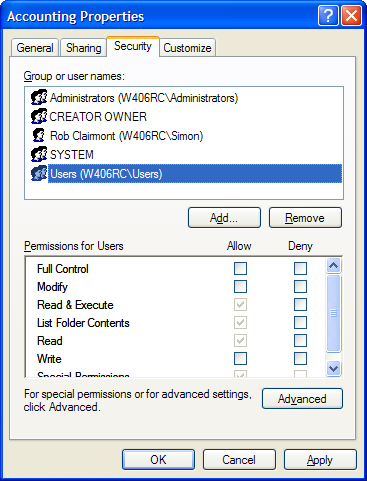 Accounting Properties
General Sharing Security Customize
Group or user names:
Administrators (W406RC\Administrators)
CREATOR OWNER
Rob Clairmont (W406RC\Simon)
SYSTEM
Users (W406RC\Users)
Add... Remove
Permissions for Users Allow Deny
Full Control
Modify
Read & Execute
List Folder Contents
Read
Write
Special Permissions
For special permissions or for advanced settings,
click Advanced.
Advanced
OK Cancel Apply